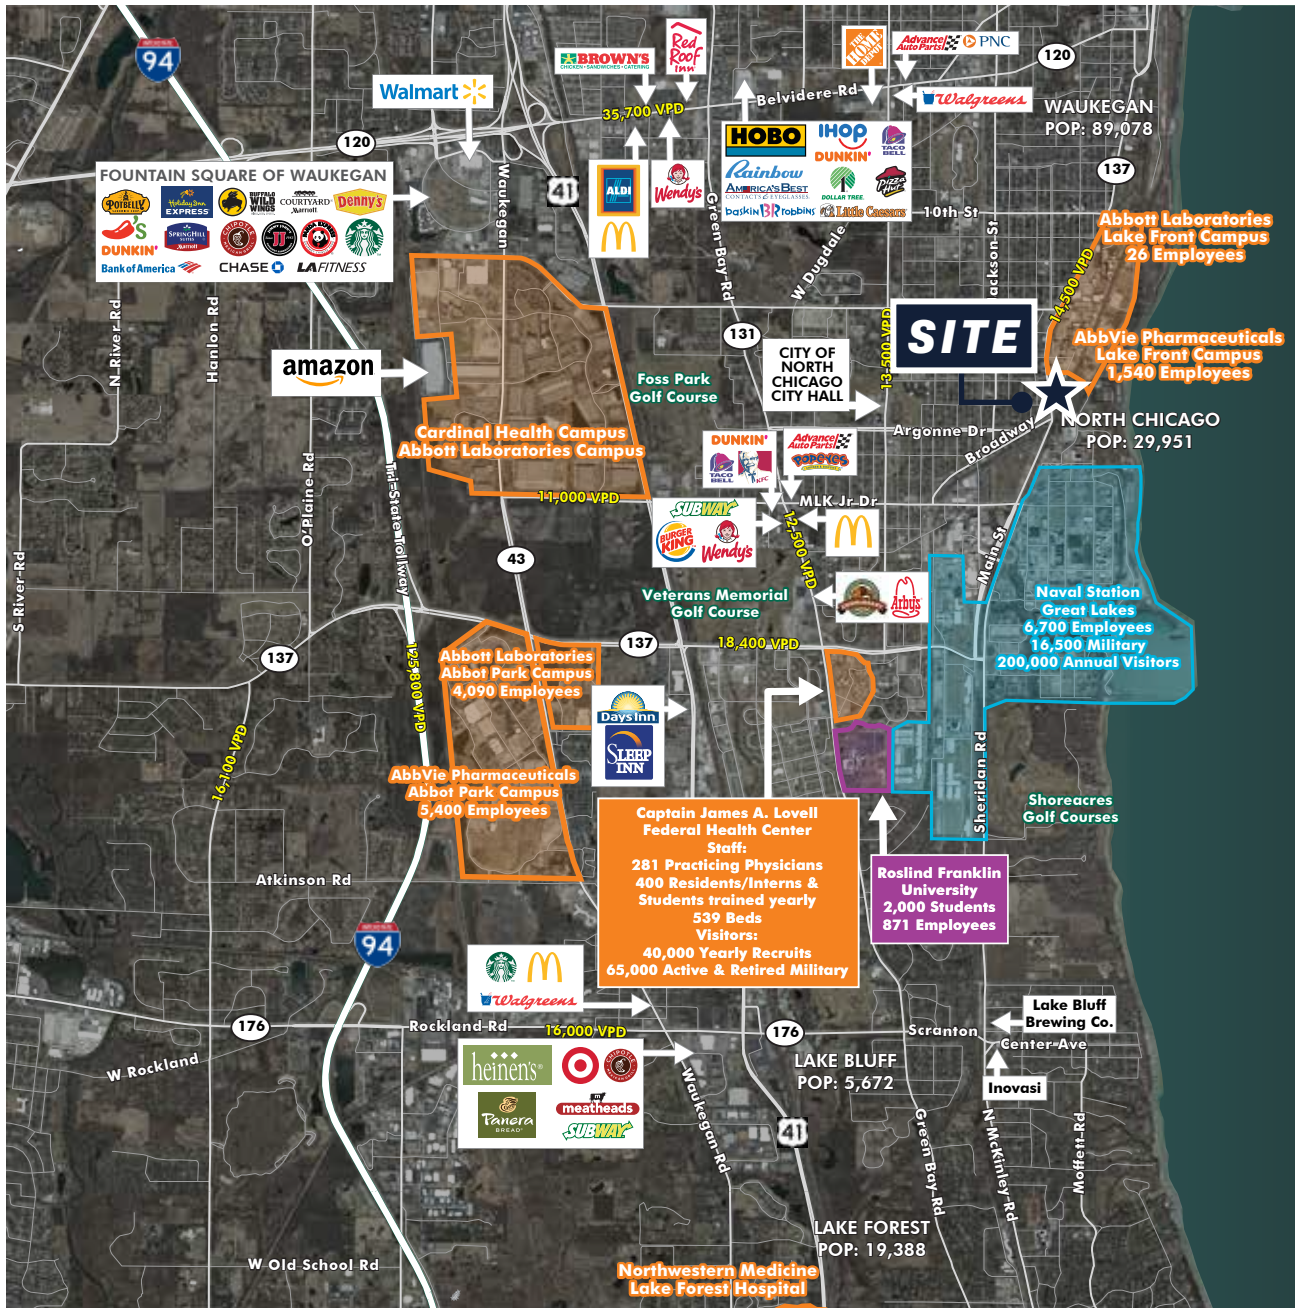 94
Walmart
BROWN'S
CHICKEN • SANDWICHES • CATERING
Red
Roof
Inn
THE
HOME
DEPOT
Advance
Auto Parts
PNC
120
Belvidere Rd
Walgreens
35,700 VPD
WAUKEGAN
POP: 89,078
120
137
FOUNTAIN SQUARE OF WAUKEGAN
POTBELLY
Holiday Inn
EXPRESS
BUFFALO
WILD
WINGS
COURTYARD
Marriott
Denny's
'S
DUNKIN'
SPRINGHILL
SUITES
Marriott
CHIPOTLE
PANDA EXPRESS
Bank of America
CHASE
LA FITNESS
Waukegan
41
ALDI
Wendy's
HOBO
IHOP
DUNKIN'
TACO
BELL
Rainbow
AMERICA'S BEST
CONTACTS & EYEGLASSES
DOLLAR TREE
Pizza
Hut
baskin BR robbins
Little Caesars
10th St
Green Bay Rd
W Dugdale
ackson St
Abbott Laboratories
Lake Front Campus
26 Employees
14,500 VPD
N River Rd
Hanlon Rd
131
13,500 VPD
SITE
AbbVie Pharmaceuticals
Lake Front Campus
1,540 Employees
amazon
CITY OF
NORTH
CHICAGO
CITY HALL
Foss Park
Golf Course
Cardinal Health Campus
Abbott Laboratories Campus
Argonne Dr
Broadway
NORTH CHICAGO
POP: 29,951
DUNKIN'
TACO
BELL
KFC
Advance
Auto Parts
POPEYES
O'Plaine Rd
Tri-State Tollway
11,000 VPD
MLK Jr Dr
SUBWAY
BURGER
KING
Wendy's
12,500 VPD
43
Main St
S River Rd
Veterans Memorial
Golf Course
Arby's
Naval Station
Great Lakes
6,700 Employees
16,500 Military
200,000 Annual Visitors
137
137
18,400 VPD
125,800 VPD
Abbott Laboratories
Abbot Park Campus
4,090 Employees
Days Inn
SLEEP
INN
16,100 VPD
AbbVie Pharmaceuticals
Abbot Park Campus
5,400 Employees
Sheridan Rd
Shoreacres
Golf Courses
Captain James A. Lovell
Federal Health Center
Staff:
281 Practicing Physicians
400 Residents/Interns &
Students trained yearly
539 Beds
Visitors:
40,000 Yearly Recruits
65,000 Active & Retired Military
Roslind Franklin
University
2,000 Students
871 Employees
Atkinson Rd
94
Walgreens
176
Rockland Rd
16,000 VPD
176
Scranton
Lake Bluff
Brewing Co.
Center Ave
W Rockland
heinen's
CHIPOTLE
Panera
BREAD
meatheads
SUBWAY
LAKE BLUFF
POP: 5,672
Inovasi
Waukegan Rd
41
Green Bay Rd
N McKinley Rd
Moffett Rd
LAKE FOREST
POP: 19,388
W Old School Rd
Northwestern Medicine
Lake Forest Hospital